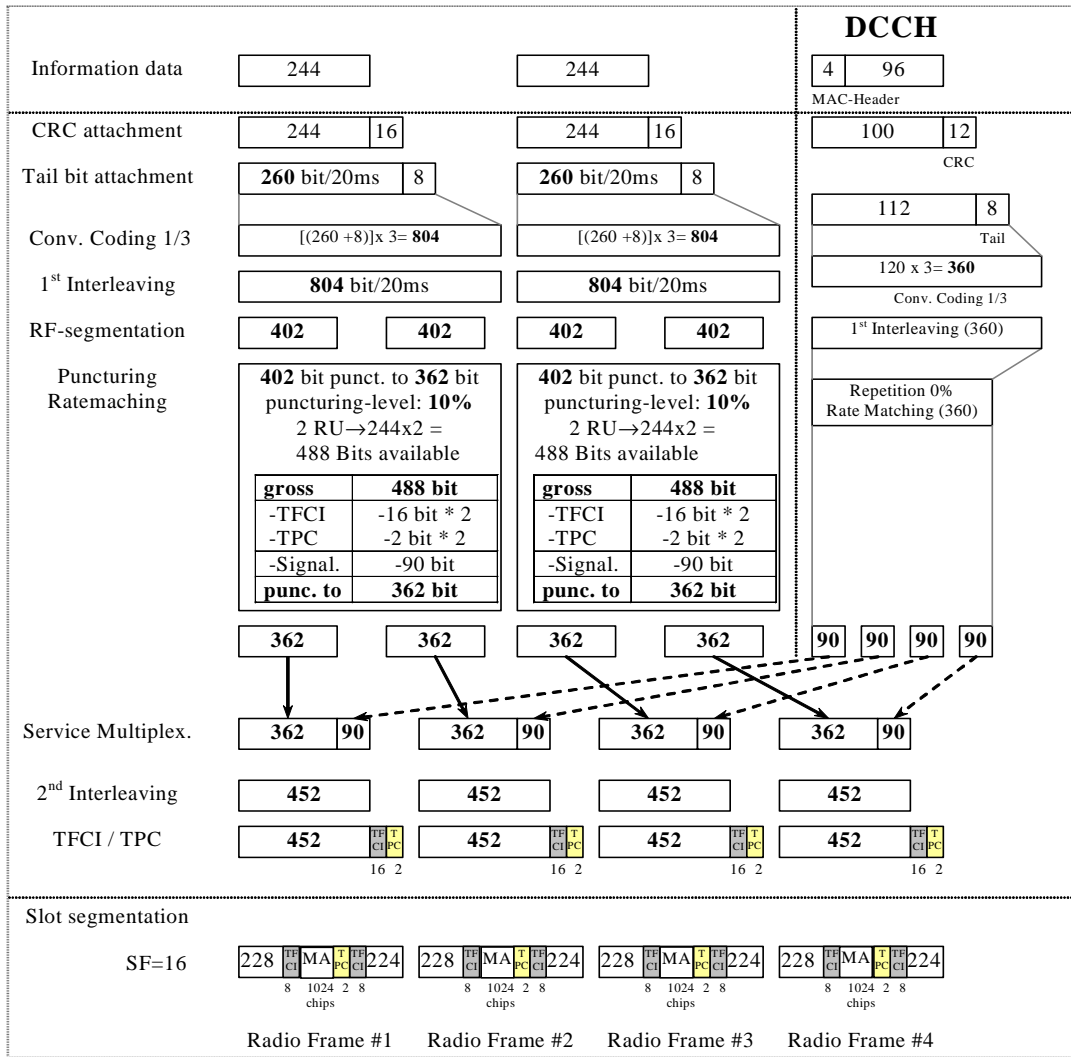 DCCH
Information data 244 244 4 96
MAC-Header
CRC attachment 244 16 244 16 100 12
CRC
Tail bit attachment 260 bit/20ms 8 260 bit/20ms 8
112 8
Tail
Conv. Coding 1/3 [(260 +8)]x 3= 804 [(260 +8)]x 3= 804
120 x 3= 360
Conv. Coding 1/3
1st Interleaving 804 bit/20ms 804 bit/20ms
RF-segmentation 402 402 402 402 1st Interleaving (360)
Puncturing
Ratemaching
402 bit punct. to 362 bit
puncturing-level: 10%
2 RU→244x2 =
488 Bits available
gross 488 bit
-TFCI -16 bit * 2
-TPC -2 bit * 2
-Signal. -90 bit
punc. to 362 bit
402 bit punct. to 362 bit
puncturing-level: 10%
2 RU→244x2 =
488 Bits available
gross 488 bit
-TFCI -16 bit * 2
-TPC -2 bit * 2
-Signal. -90 bit
punc. to 362 bit
Repetition 0%
Rate Matching (360)
362 362 362 362 90 90 90 90
Service Multiplex. 362 90 362 90 362 90 362 90
2nd Interleaving 452 452 452 452
TFCI / TPC 452 TF CI T PC 452 TF CI T PC 452 TF CI T PC 452 TF CI T PC
16 2 16 2 16 2 16 2
Slot segmentation
SF=16 228 TF CI MA T PC TF CI 224 228 TF CI MA T PC TF CI 224 228 TF CI MA T PC TF CI 224 228 TF CI MA T PC TF CI 224
8 1024 2 8 8 1024 2 8 8 1024 2 8 8 1024 2 8
chips chips chips chips
Radio Frame #1 Radio Frame #2 Radio Frame #3 Radio Frame #4